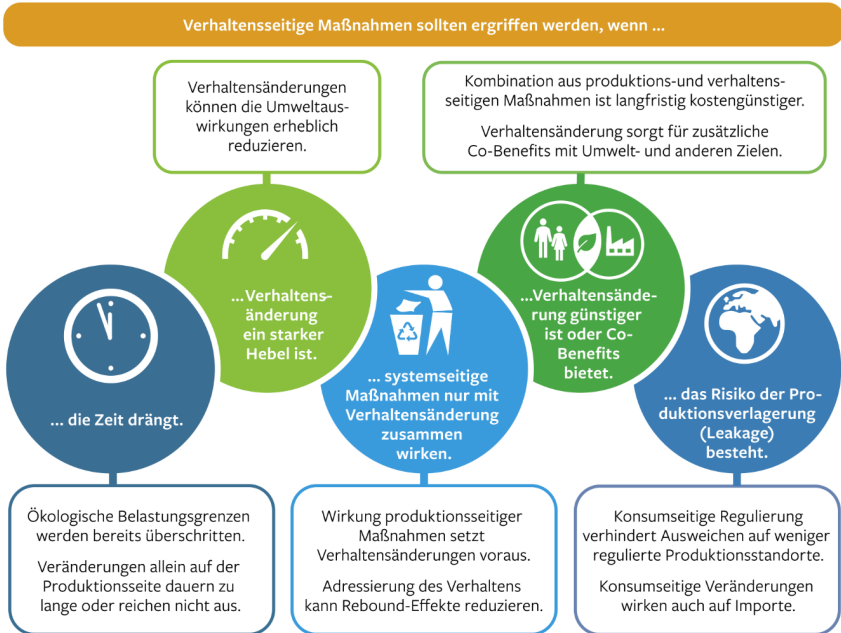 Verhaltensseitige Maßnahmen sollten ergriffen werden, wenn ...
Verhaltensänderungen
können die Umweltaus-
wirkungen erheblich
reduzieren.
Kombination aus produktions-und verhaltens-
seitigen Maßnahmen ist langfristig kostengünstiger.
Verhaltensänderung sorgt für zusätzliche
Co-Benefits mit Umwelt- und anderen Zielen.
... die Zeit drängt.
...Verhaltens-
änderung
ein starker
Hebel ist.
... systemseitige
Maßnahmen nur mit
Verhaltensänderung
zusammen
wirken.
...Verhaltensände-
rung günstiger
ist oder Co-
Benefits
bietet.
... das Risiko der Pro-
duktionsverlagerung
(Leakage)
besteht.
Ökologische Belastungsgrenzen
werden bereits überschritten.
Veränderungen allein auf der
Produktionsseite dauern zu
lange oder reichen nicht aus.
Wirkung produktionsseitiger
Maßnahmen setzt
Verhaltensänderungen voraus.
Adressierung des Verhaltens
kann Rebound-Effekte reduzieren.
Konsumseitige Regulierung
verhindert Ausweichen auf weniger
regulierte Produktionsstandorte.
Konsumseitige Veränderungen
wirken auch auf Importe.